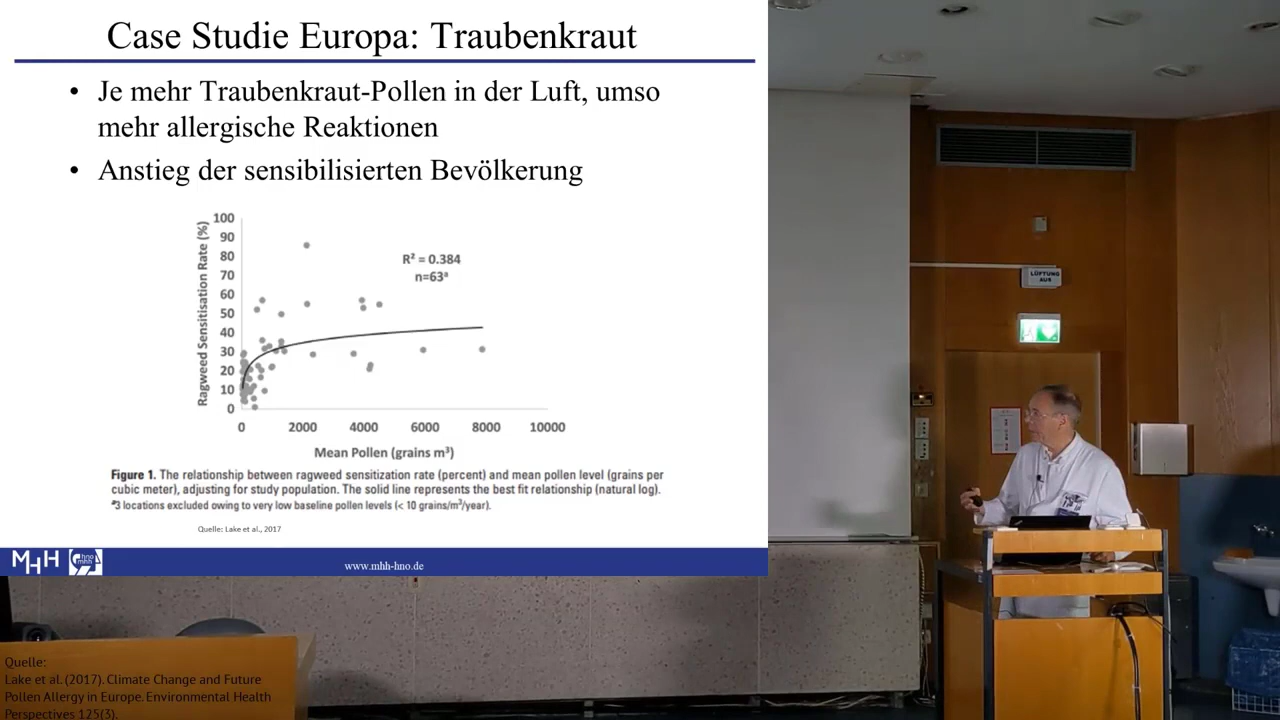 Case Studie Europa: Traubenkraut
• Je mehr Traubenkraut-Pollen in der Luft, umso
mehr allergische Reaktionen
• Anstieg der sensibilisierten Bevölkerung
Ragweed Sensitisation Rate (%)
100
90
80
70
60
50
40
30
20
10
0
R² = 0.384
n=63ª
0 2000 4000 6000 8000 10000
Mean Pollen (grains m³)
Figure 1. The relationship between ragweed sensitization rate (percent) and mean pollen level (grains per
cubic meter), adjusting for study population. The solid line represents the best fit relationship (natural log).
ª3 locations excluded owing to very low baseline pollen levels (< 10 grains/m³/year).
Quelle: Lake et al., 2017
MHH
hno
mhh
www.mhh-hno.de
LÜFTUNG
AUS
Quelle:
Lake et al. (2017). Climate Change and Future
Pollen Allergy in Europe. Environmental Health
Perspectives 125(3).